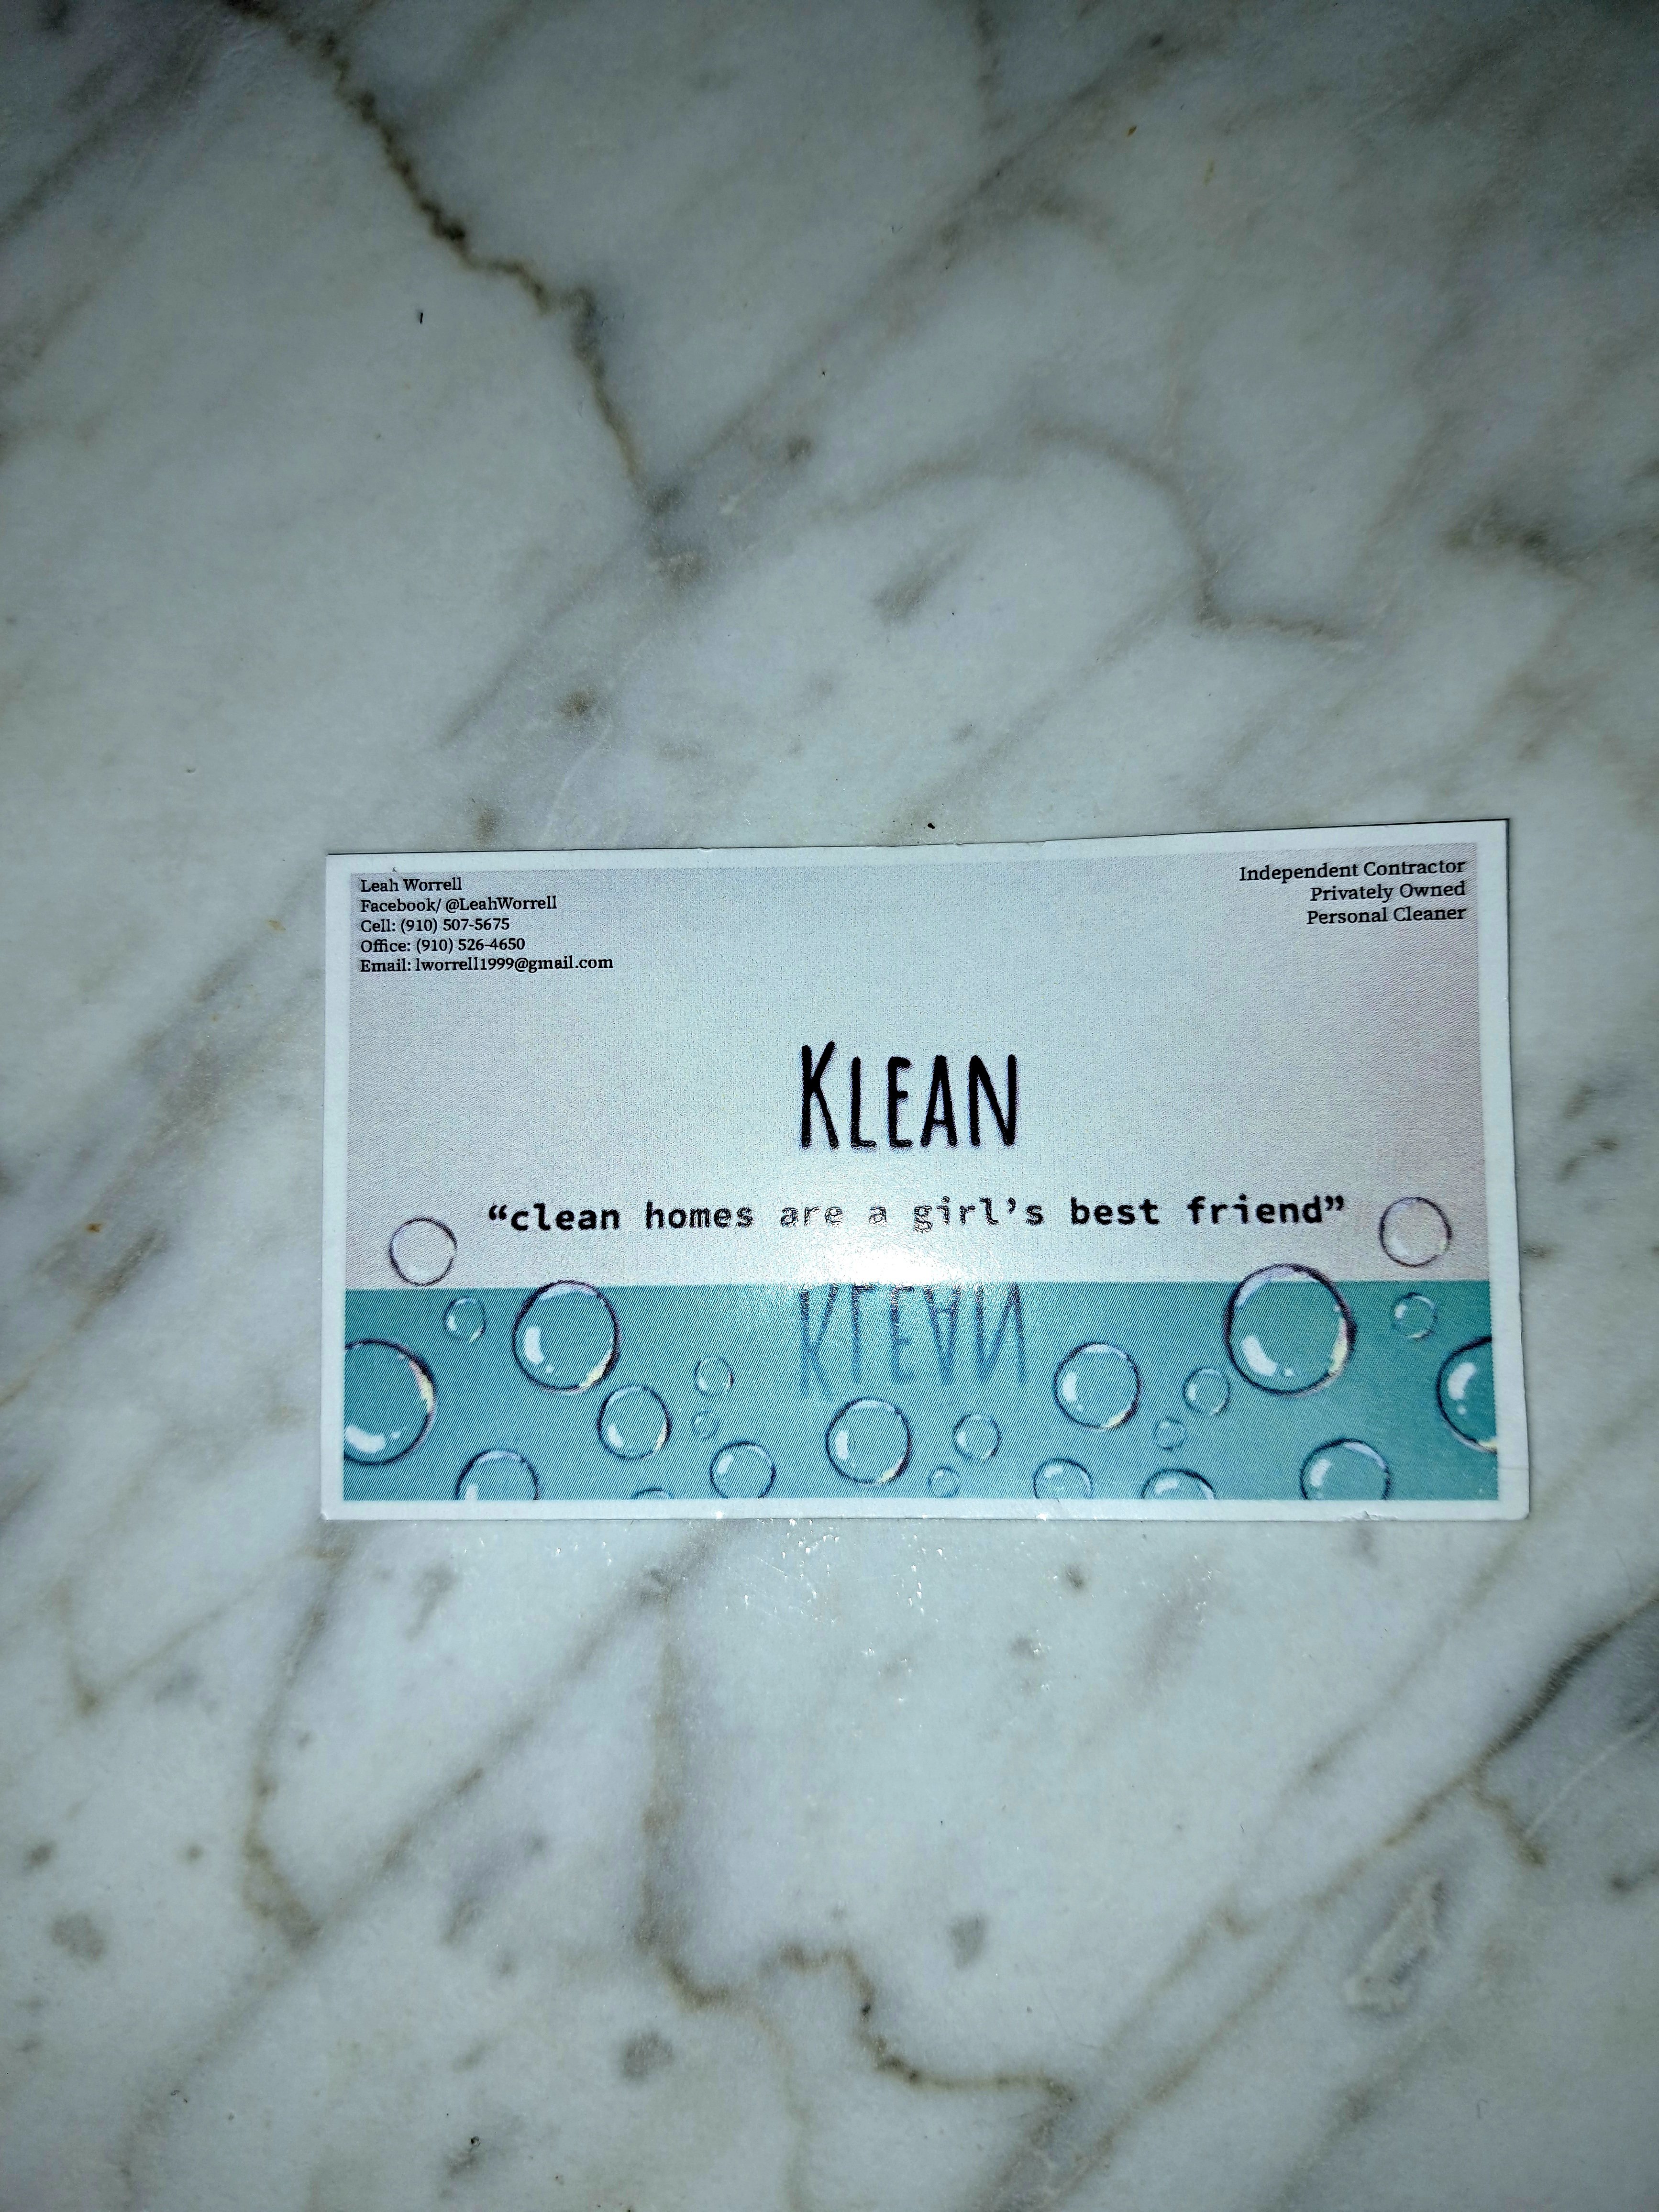 Leah Worrell
Facebook/ @LeahWorrell
Cell: (910) 507-5675
Office: (910) 526-4650
Email: lworrell1999@gmail.com
Independent Contractor
Privately Owned
Personal Cleaner
KLEAN
“clean homes are a girl’s best friend”
KLEAN